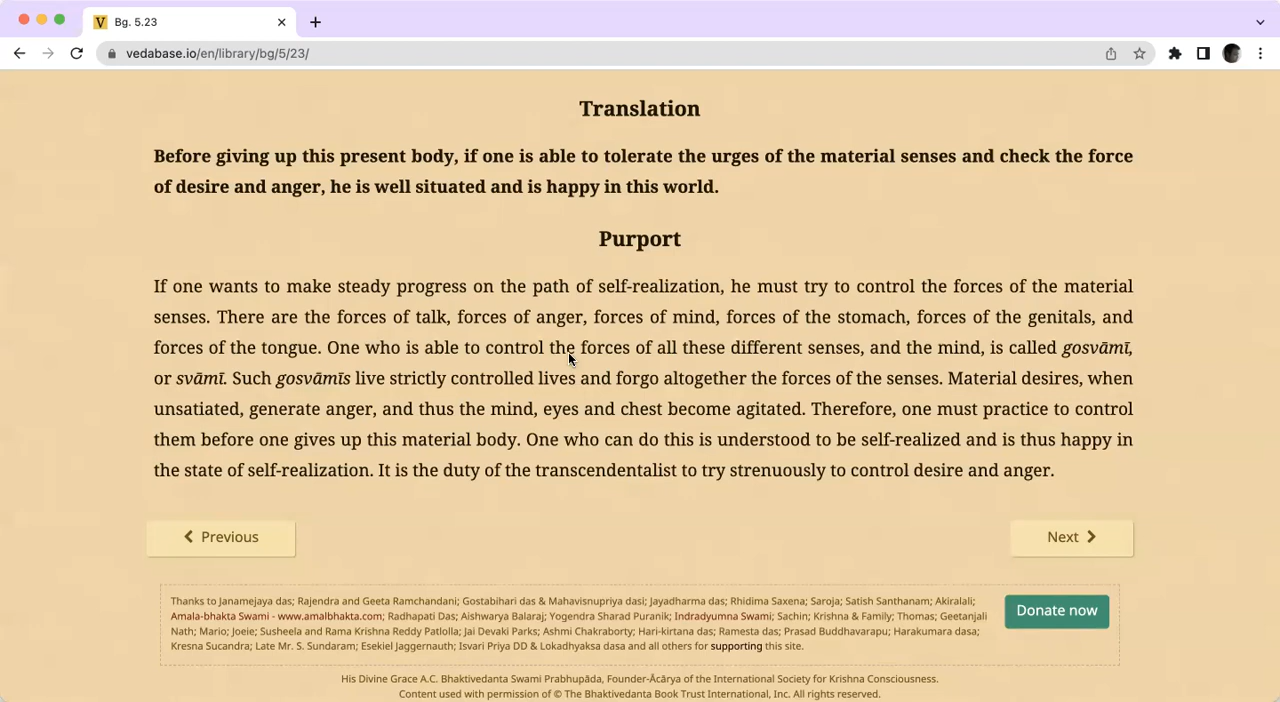 V Bg. 5.23
vedabase.io/en/library/bg/5/23/
Translation
Before giving up this present body, if one is able to tolerate the urges of the material senses and check the force
of desire and anger, he is well situated and is happy in this world.
Purport
If one wants to make steady progress on the path of self-realization, he must try to control the forces of the material
senses. There are the forces of talk, forces of anger, forces of mind, forces of the stomach, forces of the genitals, and
forces of the tongue. One who is able to control the forces of all these different senses, and the mind, is called gosvāmī,
or svāmī. Such gosvāmīs live strictly controlled lives and forgo altogether the forces of the senses. Material desires, when
unsatiated, generate anger, and thus the mind, eyes and chest become agitated. Therefore, one must practice to control
them before one gives up this material body. One who can do this is understood to be self-realized and is thus happy in
the state of self-realization. It is the duty of the transcendentalist to try strenuously to control desire and anger.
Previous
Next
Thanks to Janamejaya das; Rajendra and Geeta Ramchandani; Gostabihari das & Mahavisnupriya dasi; Jayadharma das; Rhidima Saxena; Saroja; Satish Santhanam; Akiralali;
Amala-bhakta Swami - www.amalbhakta.com; Radhapati Das; Aishwarya Balaraj; Yogendra Sharad Puranik; Indradyumna Swami; Sachin; Krishna & Family; Thomas; Geetanjali
Nath; Mario; Joeie; Susheela and Rama Krishna Reddy Patlolla; Jai Devaki Parks; Ashmi Chakraborty; Hari-kirtana das; Ramesta das; Prasad Buddhavarapu; Harakumara dasa;
Kresna Sucandra; Late Mr. S. Sundaram; Esekiel Jaggernauth; Isvari Priya DD & Lokadhyaksa dasa and all others for supporting this site.
Donate now
His Divine Grace A.C. Bhaktivedanta Swami Prabhupāda, Founder-Ācārya of the International Society for Krishna Consciousness.
Content used with permission of © The Bhaktivedanta Book Trust International, Inc. All rights reserved.